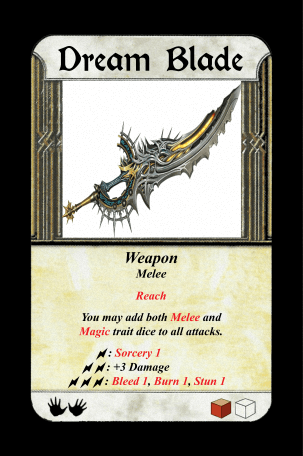 Dream Blade
Weapon
Melee
Reach
You may add both Melee and
Magic trait dice to all attacks.
: Sorcery 1
: +3 Damage
: Bleed 1, Burn 1, Stun 1